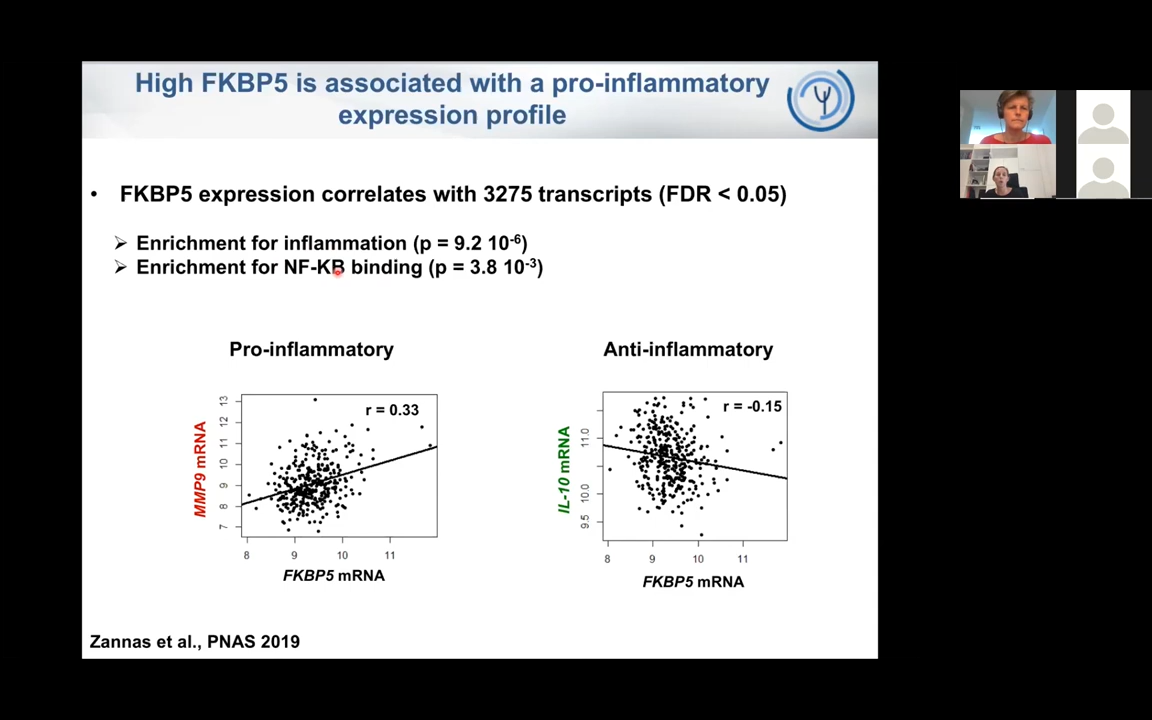 High FKBP5 is associated with a pro-inflammatory
expression profile
• FKBP5 expression correlates with 3275 transcripts (FDR < 0.05)
➢ Enrichment for inflammation (p = 9.2 10-6)
➢ Enrichment for NF-KB binding (p = 3.8 10-3)
Pro-inflammatory
Anti-inflammatory
r = 0.33
MMP9 mRNA
13
12
11
10
9
8
7
8 9 10 11
FKBP5 mRNA
r = -0.15
IL-10 mRNA
11.0
10.0
9.5
8 9 10 11
FKBP5 mRNA
Zannas et al., PNAS 2019